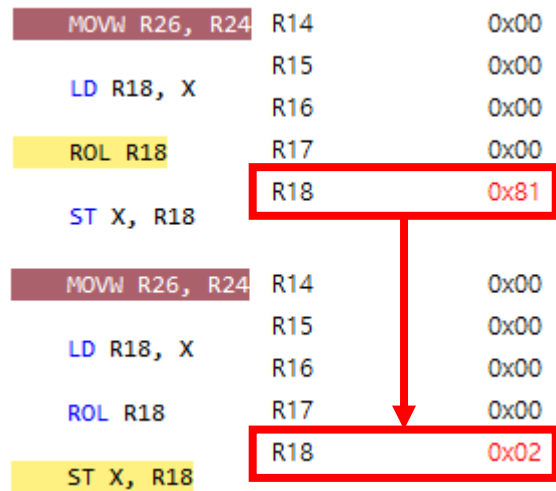 MOVW R26, R24 R14 0x00
R15 0x00
LD R18, X
R16 0x00
ROL R18 R17 0x00
R18 0x81
ST X, R18
MOVW R26, R24 R14 0x00
R15 0x00
LD R18, X
R16 0x00
ROL R18 R17 0x00
R18 0x02
ST X, R18